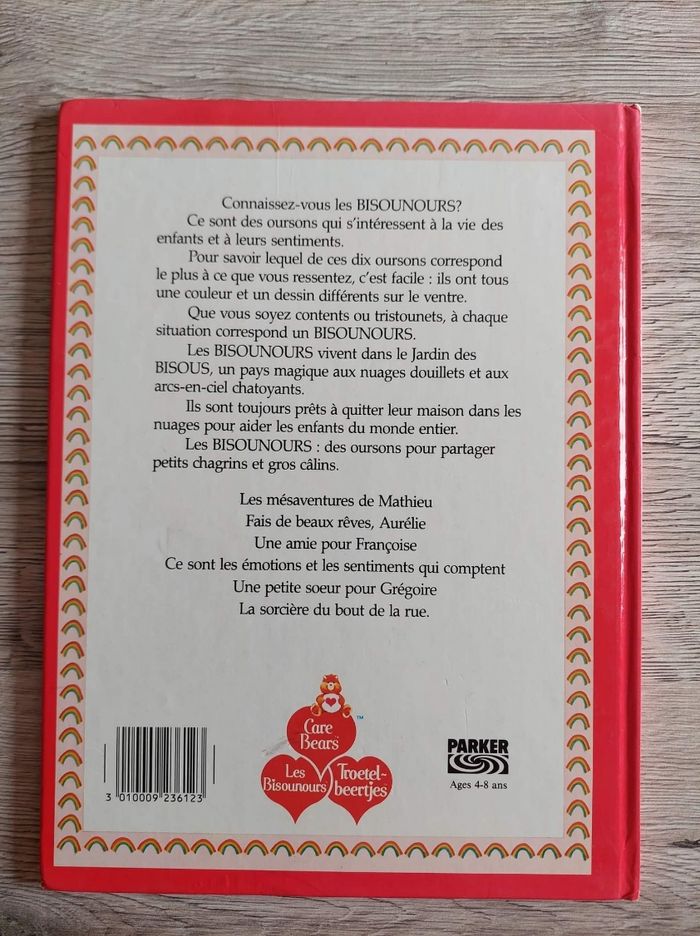 Connaissez-vous les BISOUNOURS?
Ce sont des oursons qui s'intéressent à la vie des
enfants et à leurs sentiments.
Pour savoir lequel de ces dix oursons correspond
le plus à ce que vous ressentez, c'est facile : ils ont tous
une couleur et un dessin différents sur le ventre.
Que vous soyez contents ou tristounets, à chaque
situation correspond un BISOUNOURS.
Les BISOUNOURS vivent dans le Jardin des
BISOUS, un pays magique aux nuages douillets et aux
arcs-en-ciel chatoyants.
Ils sont toujours prêts à quitter leur maison dans les
nuages pour aider les enfants du monde entier.
Les BISOUNOURS : des oursons pour partager
petits chagrins et gros câlins.
Les mésaventures de Mathieu
Fais de beaux rêves, Aurélie
Une amie pour Françoise
Ce sont les émotions et les sentiments qui comptent
Une petite soeur pour Grégoire
La sorcière du bout de la rue.
Care
Bears™
Les
Bisounours
Troetel-
beertjes
PARKER
Ages 4-8 ans
3 010009 236123